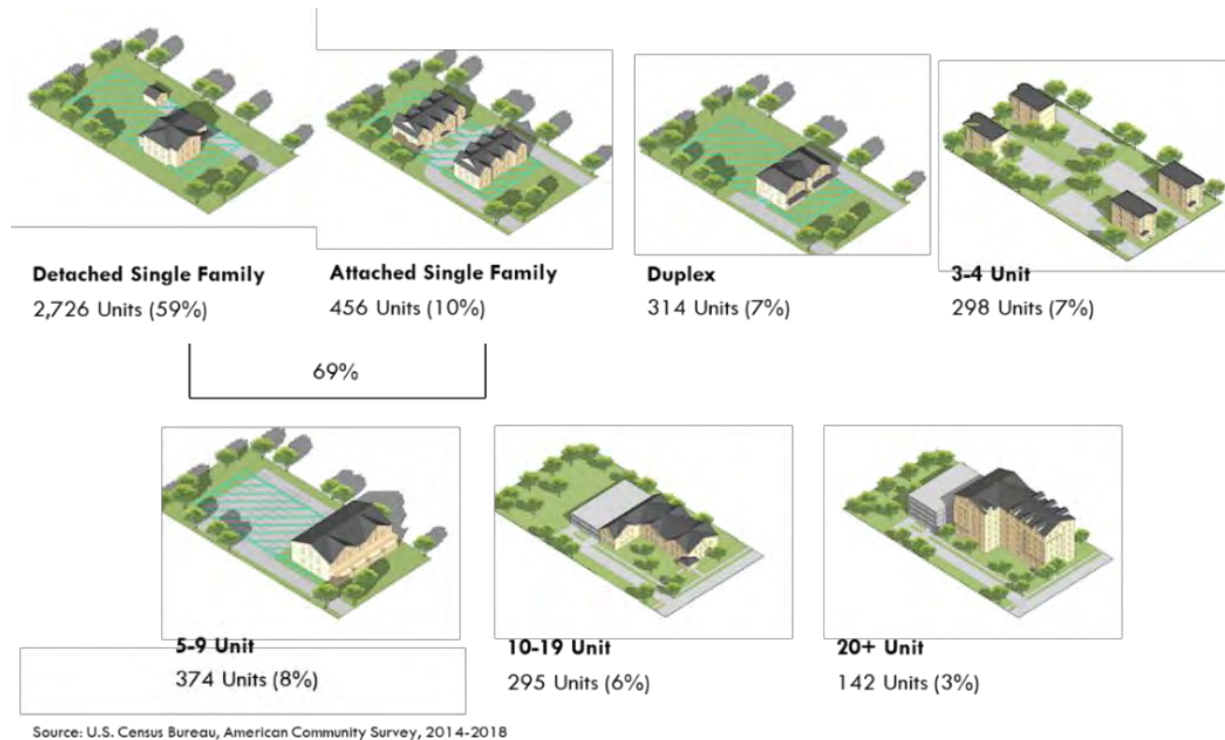 Detached Single Family
2,726 Units (59%)
Attached Single Family
456 Units (10%)
Duplex
314 Units (7%)
3-4 Unit
298 Units (7%)
69%
5-9 Unit
374 Units (8%)
10-19 Unit
295 Units (6%)
20+ Unit
142 Units (3%)
Source: U.S. Census Bureau, American Community Survey, 2014-2018